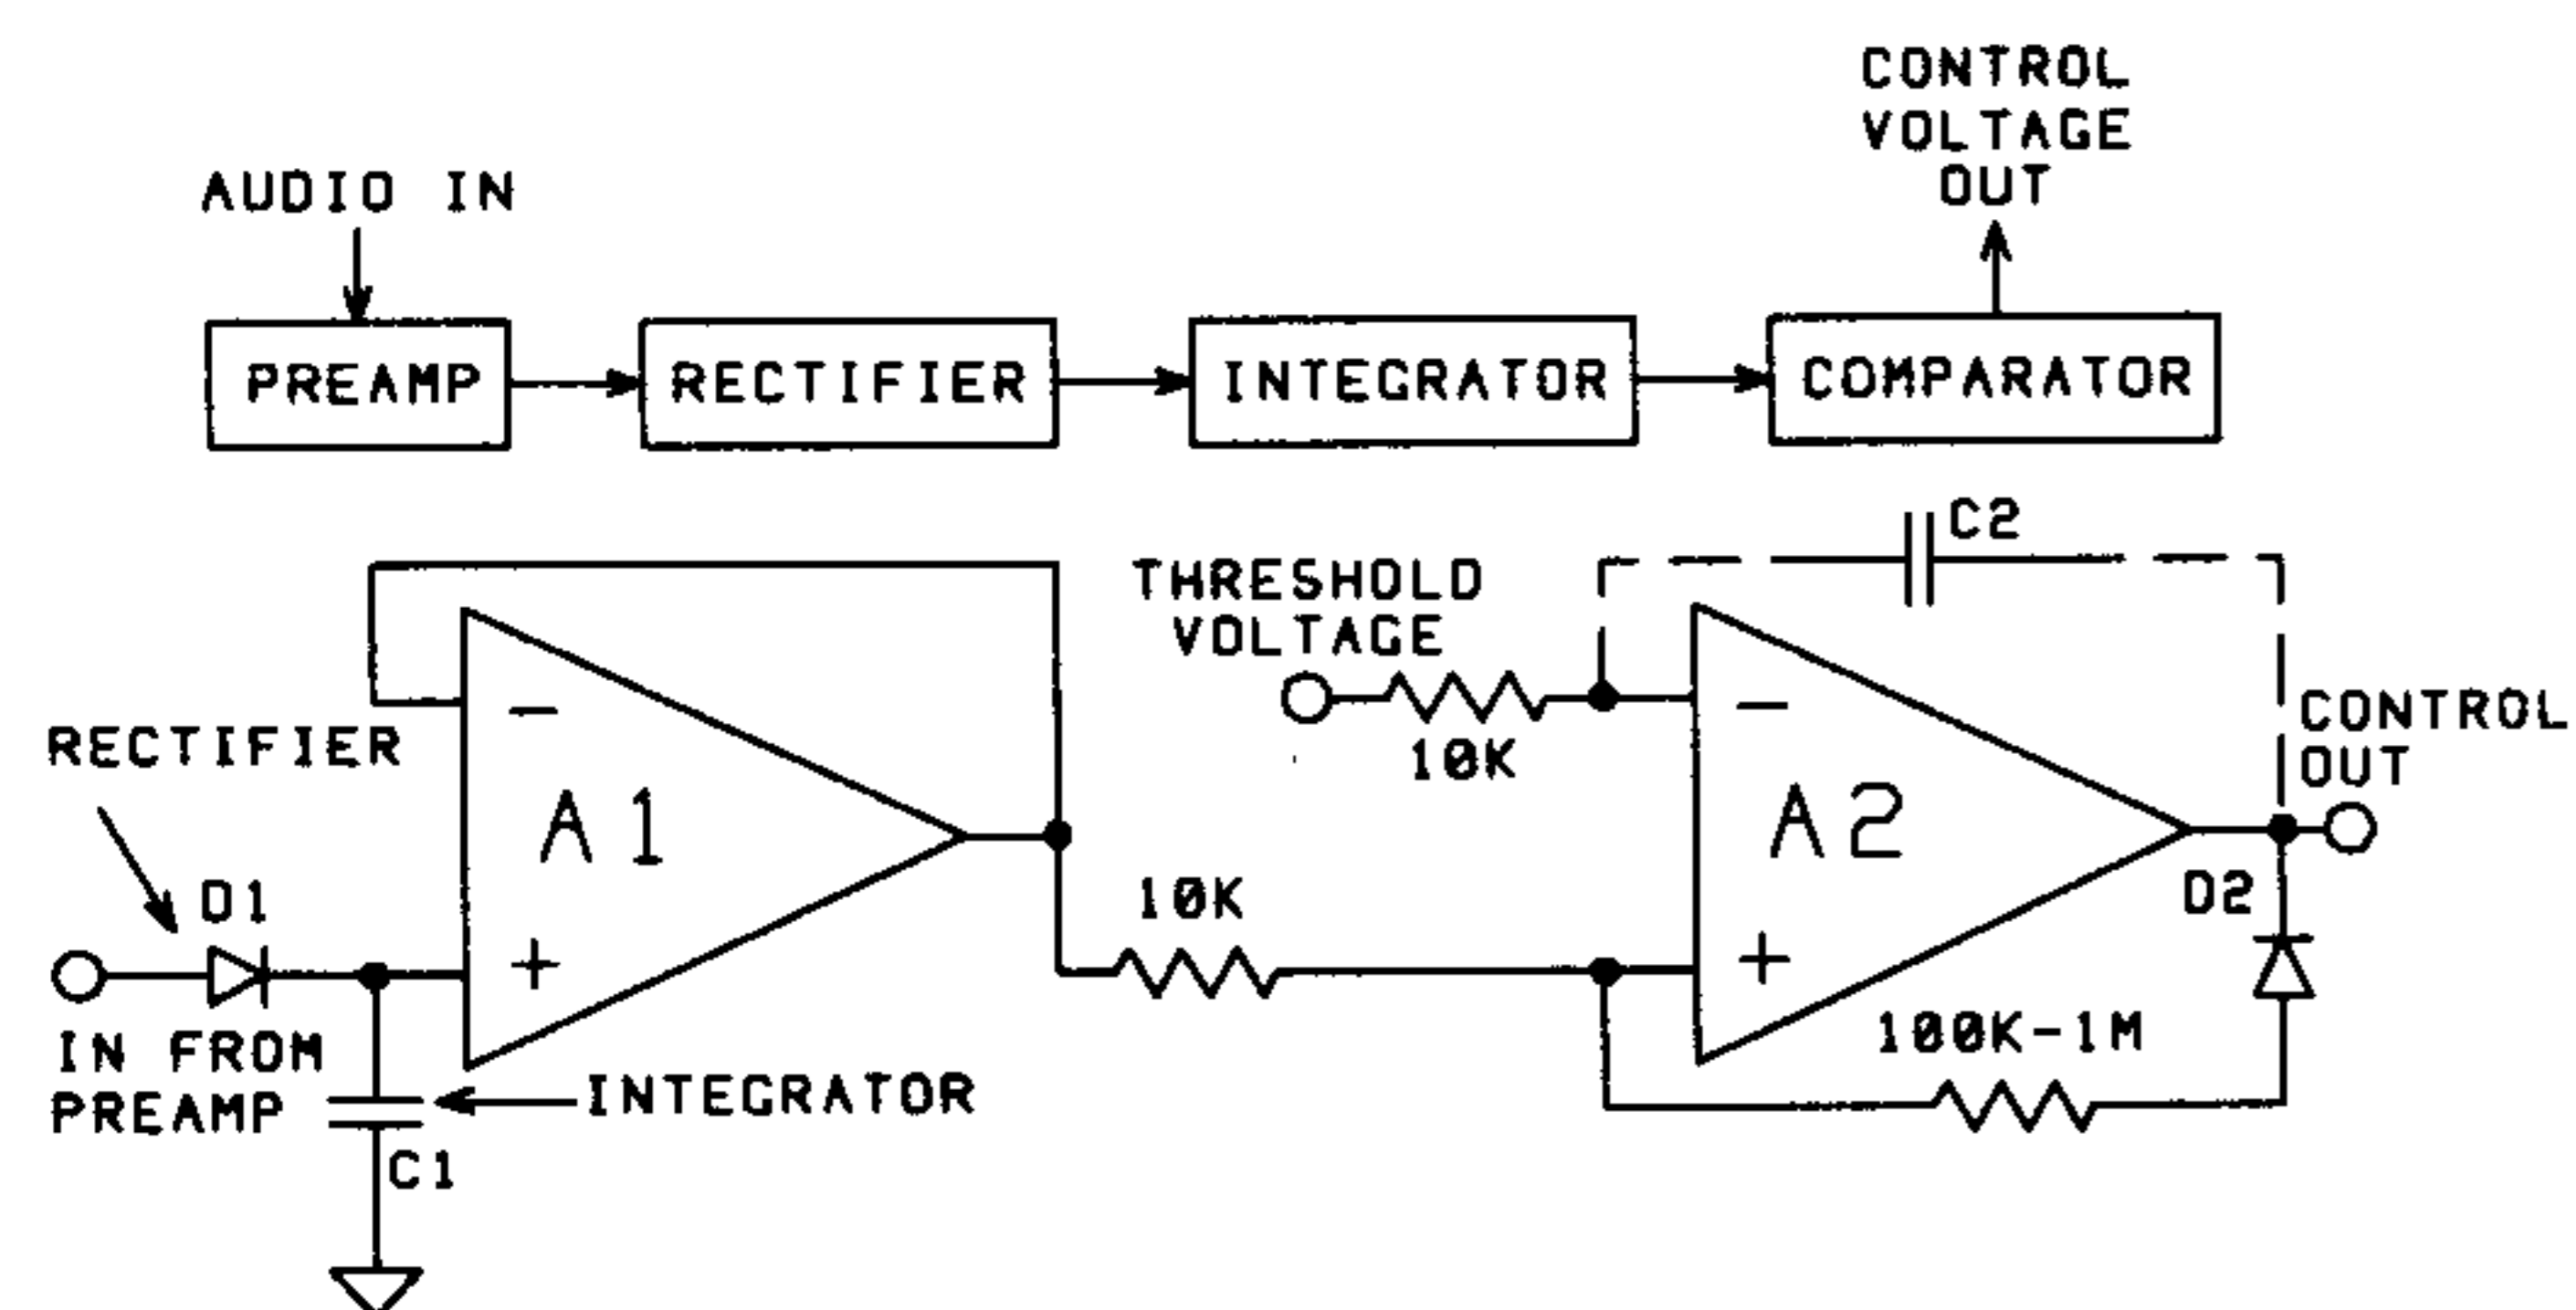 CONTROL
VOLTAGE
OUT
AUDIO IN
PREAMP
RECTIFIER
INTEGRATOR
COMPARATOR
C2
THRESHOLD
VOLTAGE
-
-
10K
CONTROL
OUT
RECTIFIER
A1
A2
D1
10K
D2
+
+
IN FROM
PREAMP
INTEGRATOR
100K-1M
C1